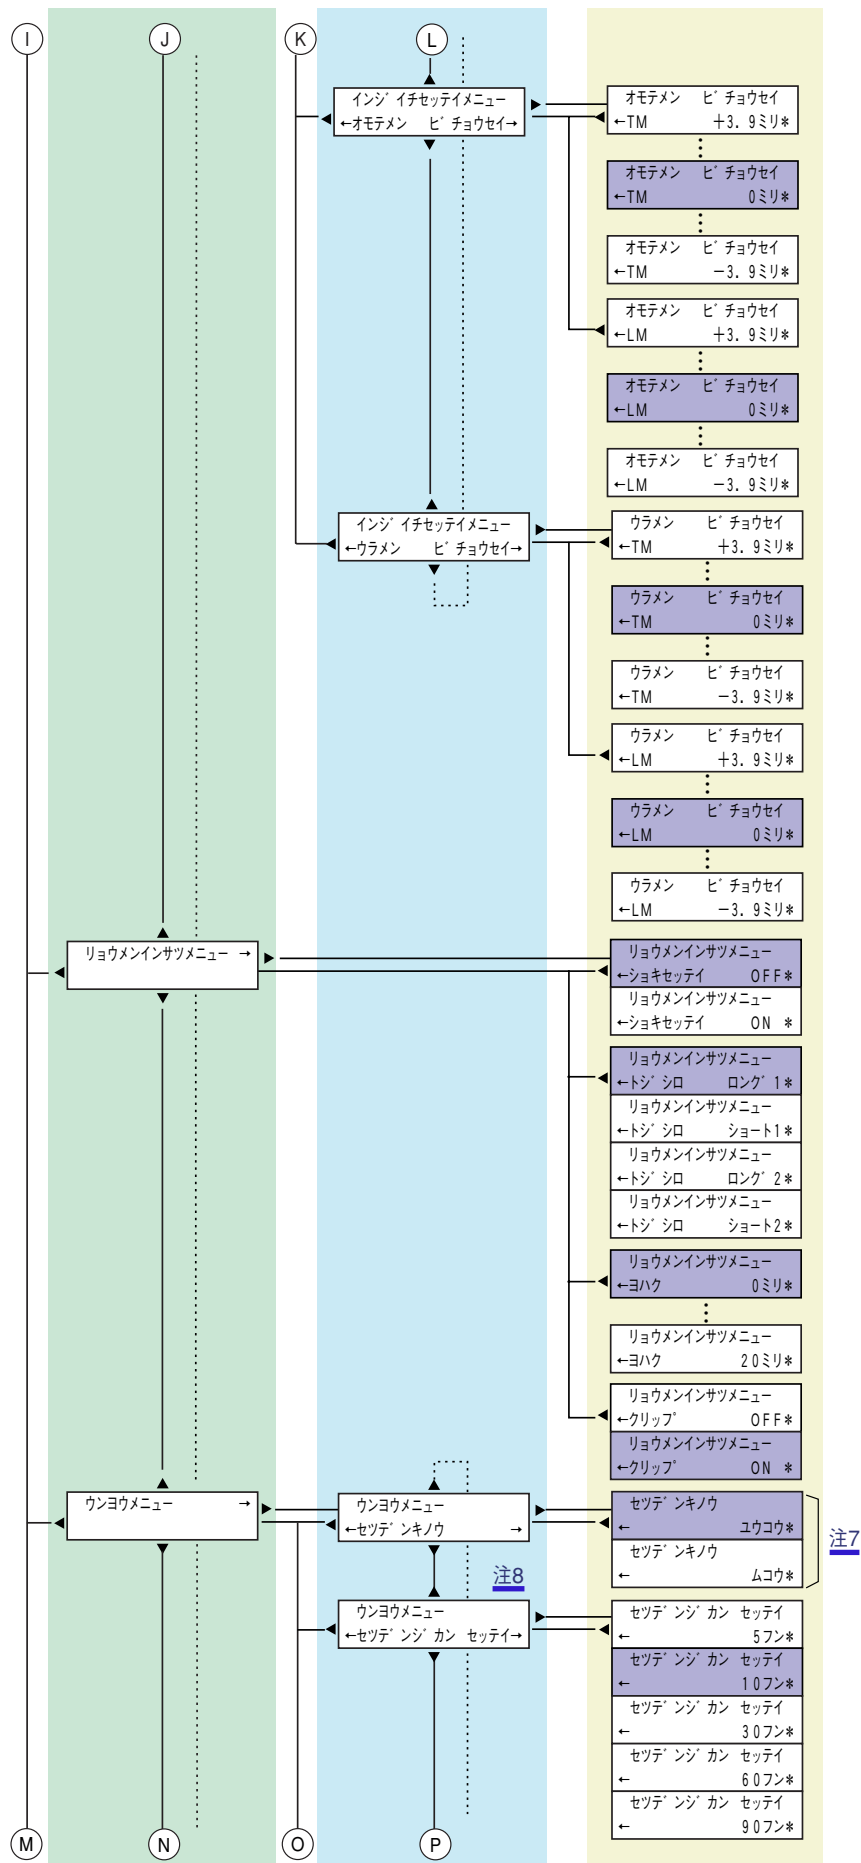 I
J
K
L
インジイチセッテイメニュー
←オモテメン ビチョウセイ→
オモテメン ビチョウセイ
←TM +3. 9ミリ*
オモテメン ビチョウセイ
←TM 0ミリ*
オモテメン ビチョウセイ
←TM －3. 9ミリ*
オモテメン ビチョウセイ
←LM +3. 9ミリ*
オモテメン ビチョウセイ
←LM 0ミリ*
オモテメン ビチョウセイ
←LM －3. 9ミリ*
インジイチセッテイメニュー
←ウラメン ビチョウセイ→
ウラメン ビチョウセイ
←TM +3. 9ミリ*
ウラメン ビチョウセイ
←TM 0ミリ*
ウラメン ビチョウセイ
←TM －3. 9ミリ*
ウラメン ビチョウセイ
←LM +3. 9ミリ*
ウラメン ビチョウセイ
←LM 0ミリ*
ウラメン ビチョウセイ
←LM －3. 9ミリ*
リョウメンインサツメニュー →
リョウメンインサツメニュー
←ショキセッテイ OFF*
リョウメンインサツメニュー
←ショキセッテイ ON *
リョウメンインサツメニュー
←トジシロ ロング1*
リョウメンインサツメニュー
←トジシロ ショート1*
リョウメンインサツメニュー
←トジシロ ロング2*
リョウメンインサツメニュー
←トジシロ ショート2*
リョウメンインサツメニュー
←ヨハク 0ミリ*
リョウメンインサツメニュー
←ヨハク 20ミリ*
リョウメンインサツメニュー
←クリップ OFF*
リョウメンインサツメニュー
←クリップ ON *
ウンヨウメニュー →
ウンヨウメニュー
←セツデンキノウ →
セツデンキノウ
← ユウコウ*
セツデンキノウ
← ムコウ*
注7
注8
ウンヨウメニュー
←セツデンジカン セッテイ→
セツデンジカン セッテイ
← 5フン*
セツデンジカン セッテイ
← 10フン*
セツデンジカン セッテイ
← 30フン*
セツデンジカン セッテイ
← 60フン*
セツデンジカン セッテイ
← 90フン*
M
N
O
P